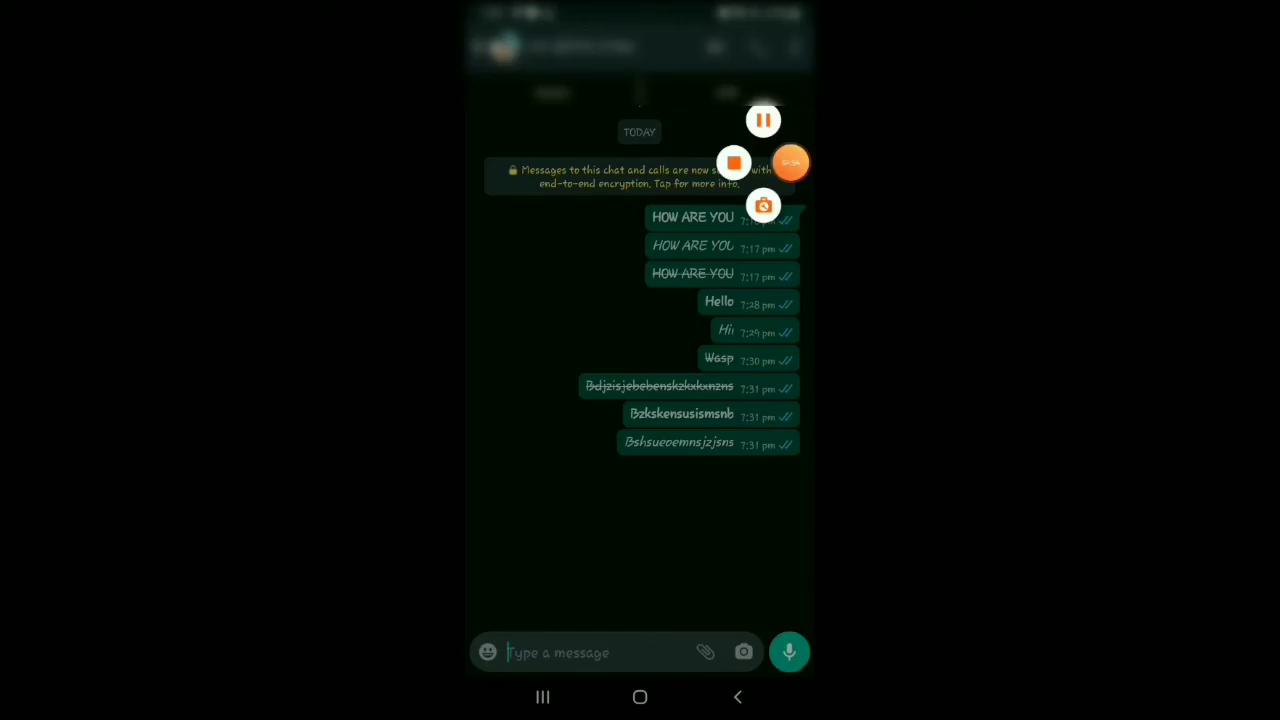 TODAY
Messages to this chat and calls are now with
end-to-end encryption. Tap for more info.
HOW ARE YOU
HOW ARE YOU 7:17 pm
HOW ARE YOU 7:17 pm
Hello 7:28 pm
Hii 7:29 pm
Wasp 7:30 pm
Bdjzisjebebenskzkxkxnzns 7:31 pm
Bzkskensusismsnb 7:31 pm
Bshsueoemnsjzjsns 7:31 pm
Type a message